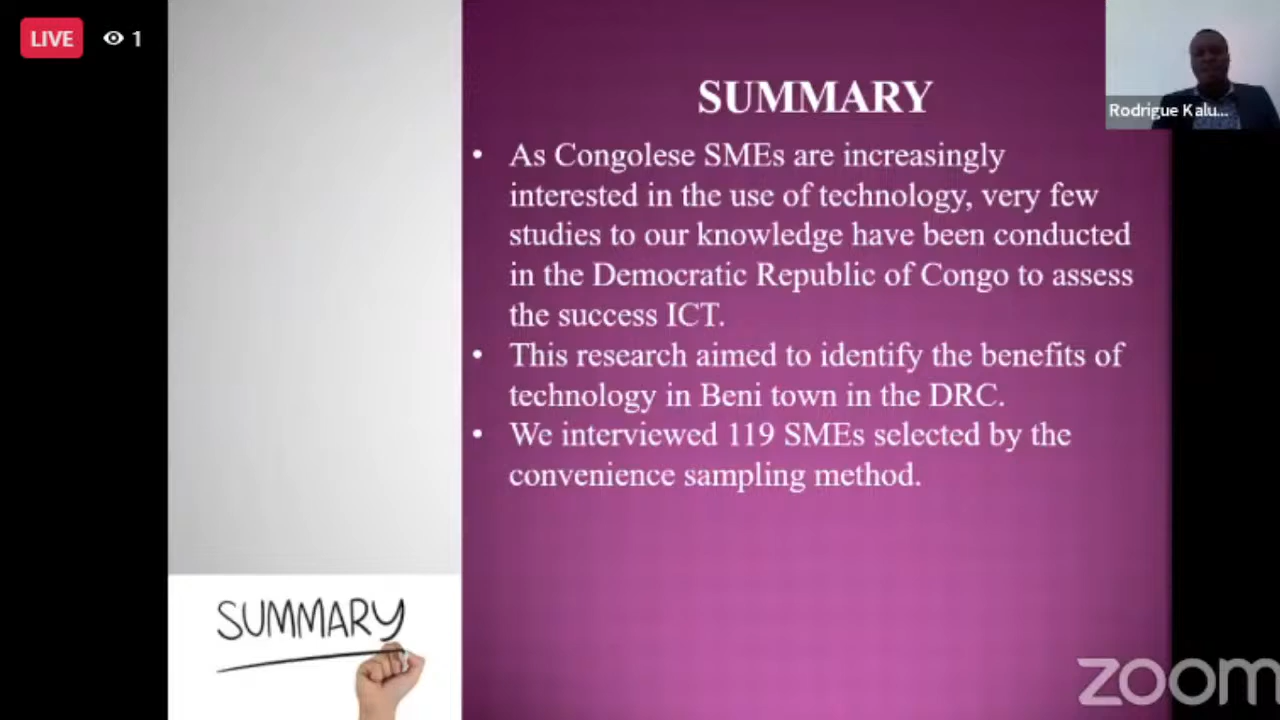 LIVE
1
SUMMARY
Rodrigue Kalu...
• As Congolese SMEs are increasingly
interested in the use of technology, very few
studies to our knowledge have been conducted
in the Democratic Republic of Congo to assess
the success ICT.
• This research aimed to identify the benefits of
technology in Beni town in the DRC.
• We interviewed 119 SMEs selected by the
convenience sampling method.
SUMMARY
zoom